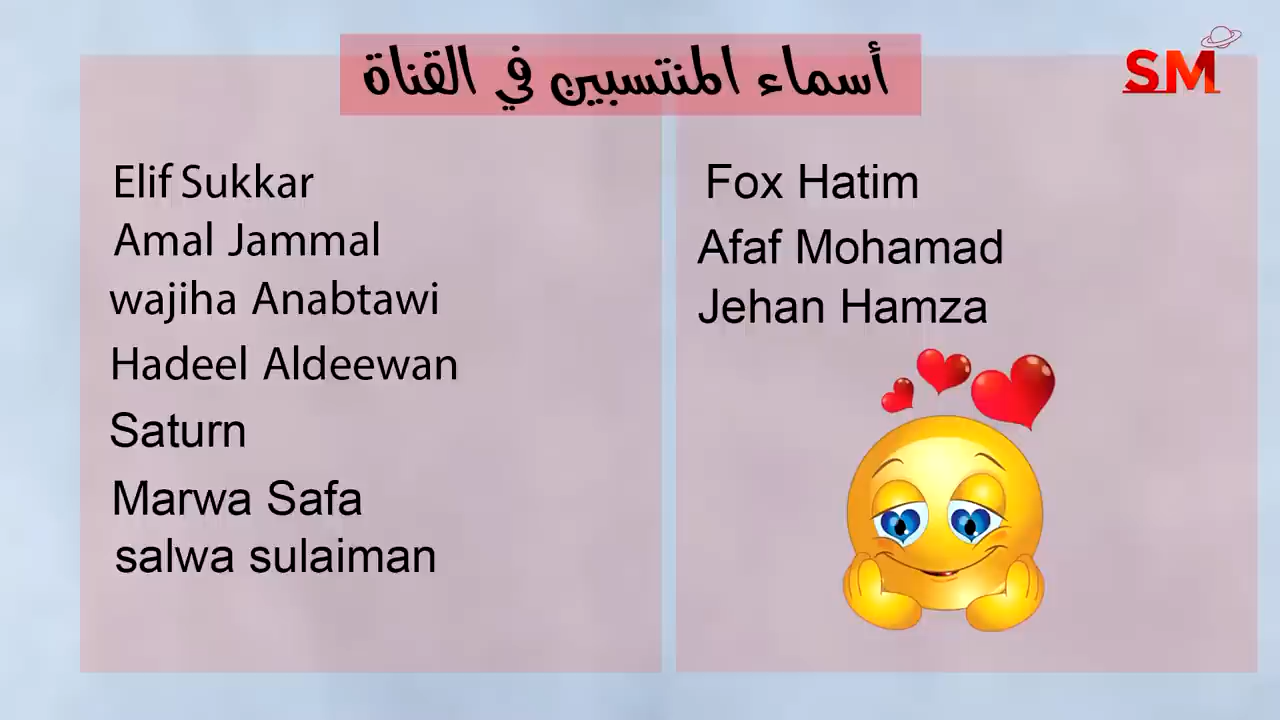 أسماء المنتسبين في القناة
SM
Elif Sukkar
Amal Jammal
wajiha Anabtawi
Hadeel Aldeewan
Saturn
Marwa Safa
salwa sulaiman
Fox Hatim
Afaf Mohamad
Jehan Hamza